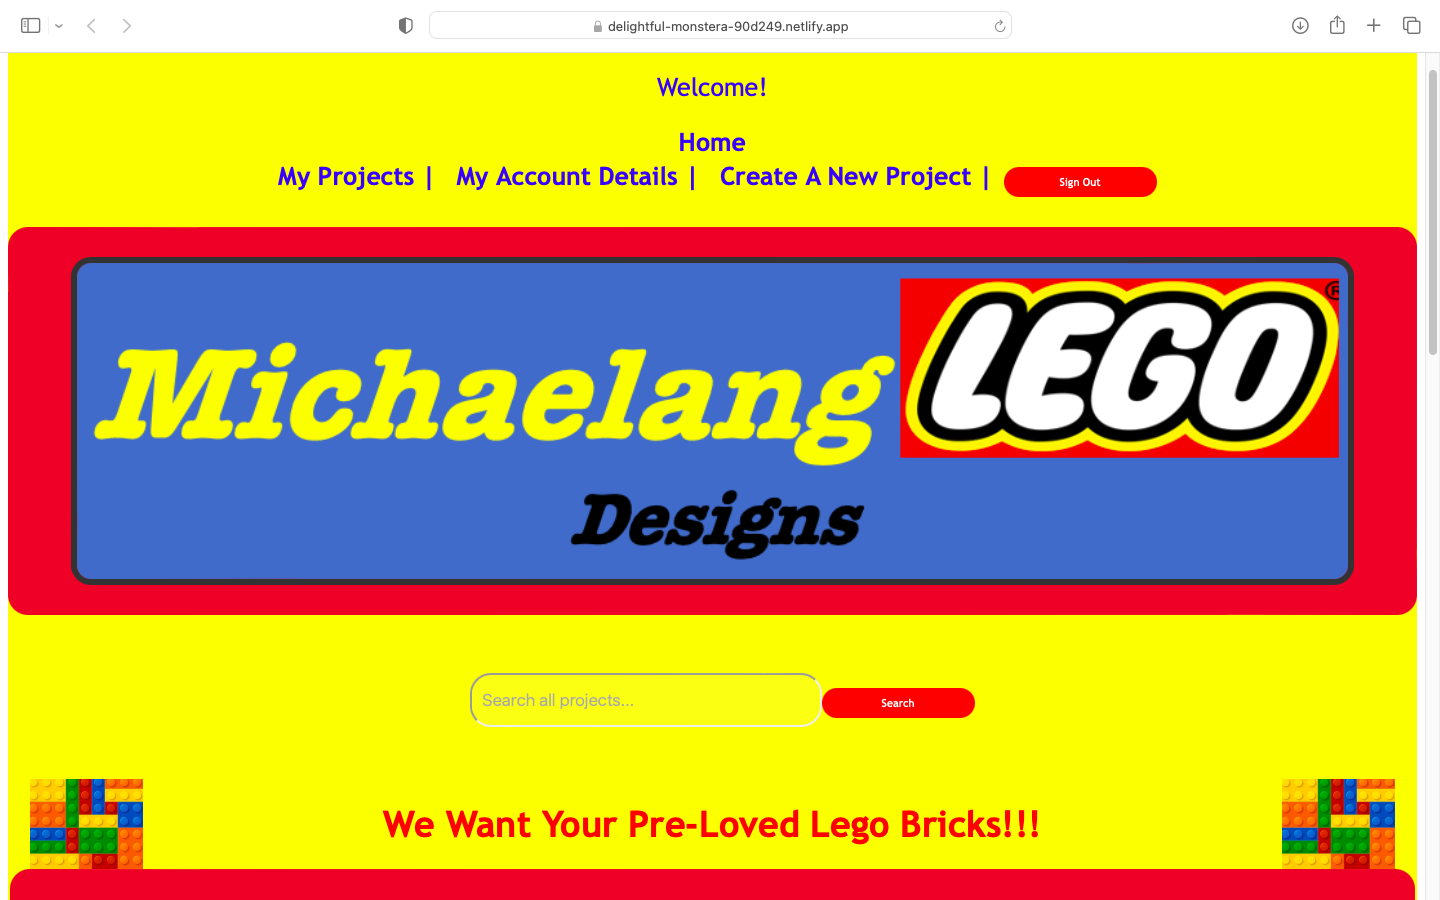 delightful-monstera-90d249.netlify.app
Welcome!
Home
My Projects | My Account Details | Create A New Project | Sign Out
Michaelang LEGO ®
Designs
Search all projects... Search
We Want Your Pre-Loved Lego Bricks!!!